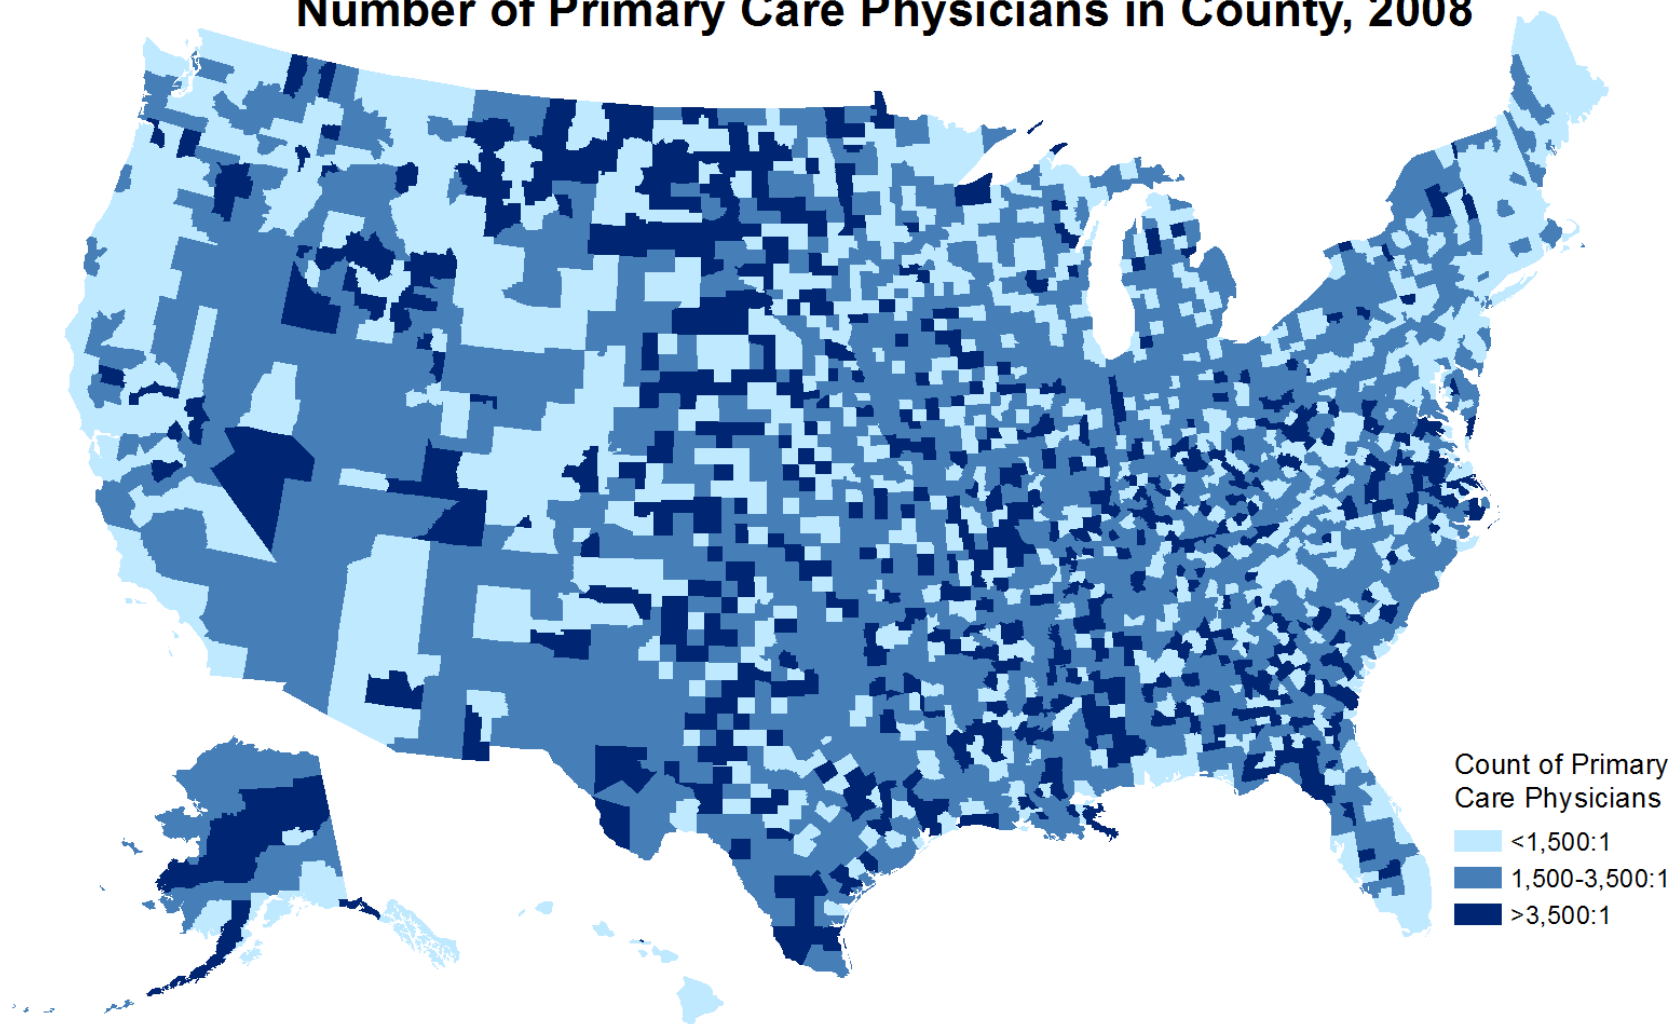 Number of Primary Care Physicians in County, 2008
Count of Primary
Care Physicians
<1,500:1
1,500-3,500:1
>3,500:1